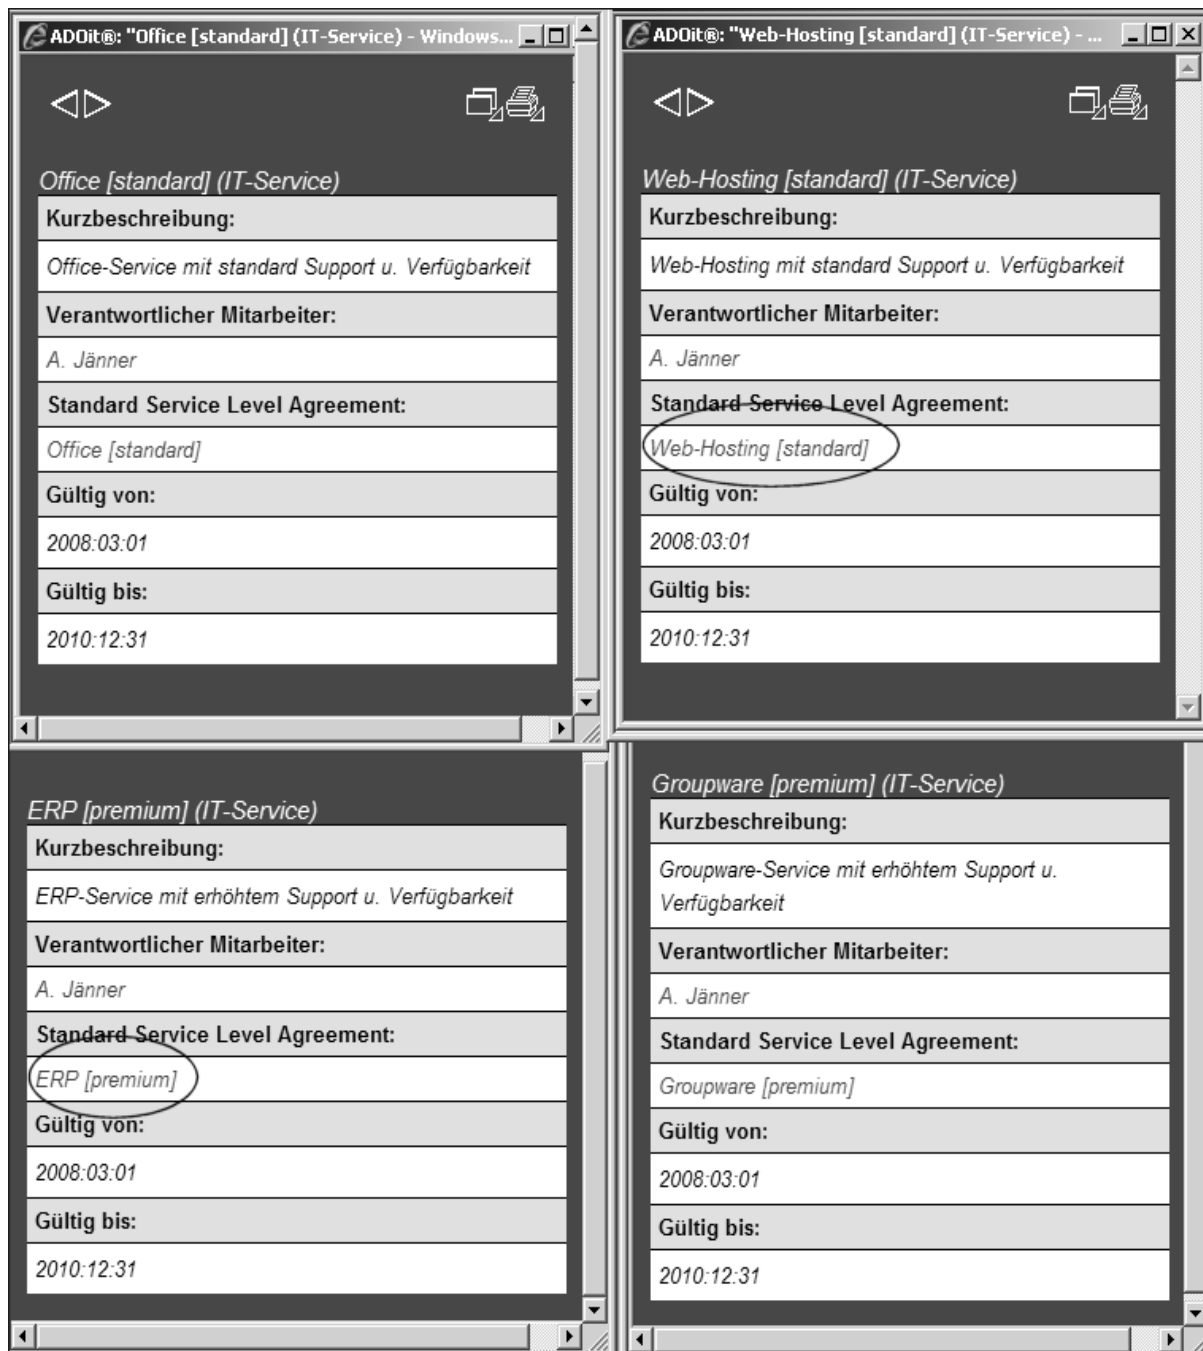 ADOit®: "Office [standard] (IT-Service) - Windows...
Office [standard] (IT-Service)
Kurzbeschreibung:
Office-Service mit standard Support u. Verfügbarkeit
Verantwortlicher Mitarbeiter:
A. Jänner
Standard Service Level Agreement:
Office [standard]
Gültig von:
2008:03:01
Gültig bis:
2010:12:31
ADOit®: "Web-Hosting [standard] (IT-Service) - ...
Web-Hosting [standard] (IT-Service)
Kurzbeschreibung:
Web-Hosting mit standard Support u. Verfügbarkeit
Verantwortlicher Mitarbeiter:
A. Jänner
Standard Service Level Agreement:
Web-Hosting [standard]
Gültig von:
2008:03:01
Gültig bis:
2010:12:31
ERP [premium] (IT-Service)
Kurzbeschreibung:
ERP-Service mit erhöhtem Support u. Verfügbarkeit
Verantwortlicher Mitarbeiter:
A. Jänner
Standard Service Level Agreement:
ERP [premium]
Gültig von:
2008:03:01
Gültig bis:
2010:12:31
Groupware [premium] (IT-Service)
Kurzbeschreibung:
Groupware-Service mit erhöhtem Support u.
Verfügbarkeit
Verantwortlicher Mitarbeiter:
A. Jänner
Standard Service Level Agreement:
Groupware [premium]
Gültig von:
2008:03:01
Gültig bis:
2010:12:31